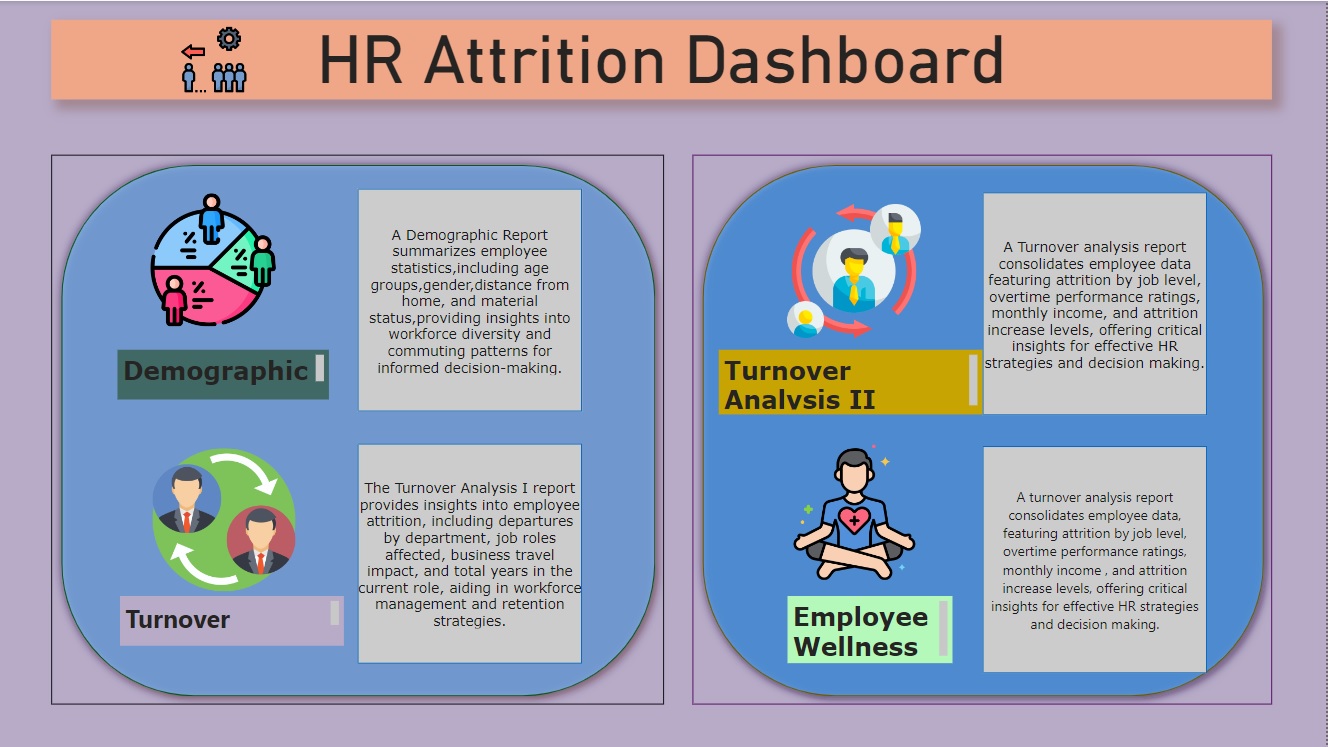 HR Attrition Dashboard
A Demographic Report
summarizes employee
statistics,including age
groups,gender,distance from
home, and material
status,providing insights into
workforce diversity and
commuting patterns for
informed decision-making.
Demographic
The Turnover Analysis I report
provides insights into employee
attrition, including departures
by department, job roles
affected, business travel
impact, and total years in the
current role, aiding in workforce
management and retention
strategies.
Turnover
A Turnover analysis report
consolidates employee data
featuring attrition by job level,
overtime performance ratings,
monthly income, and attrition
increase levels, offering critical
insights for effective HR
strategies and decision making.
Turnover
Analysis II
A turnover analysis report
consolidates employee data,
featuring attrition by job level,
overtime performance ratings,
monthly income , and attrition
increase levels, offering critical
insights for effective HR strategies
and decision making.
Employee
Wellness